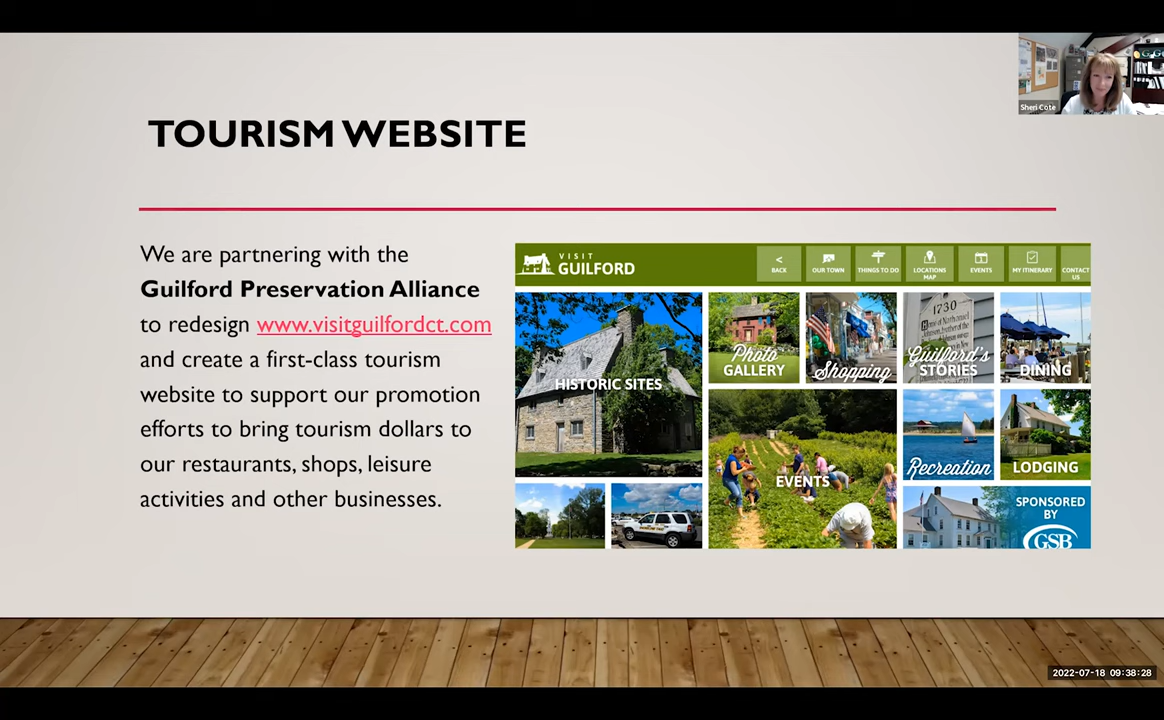 Sheri Cote
TOURISM WEBSITE
We are partnering with the
Guilford Preservation Alliance
to redesign www.visitguilfordct.com
and create a first-class tourism
website to support our promotion
efforts to bring tourism dollars to
our restaurants, shops, leisure
activities and other businesses.
VISIT
GUILFORD
<
BACK
OUR TOWN
THINGS TO DO
LOCATIONS
MAP
EVENTS
MY ITINERARY
CONTACT
US
HISTORIC SITES
Photo
GALLERY
Shopping
1730
Guilford's
STORIES
DINING
EVENTS
Recreation
LODGING
SPONSORED
BY
GSB
2022-07-18 09:38:28